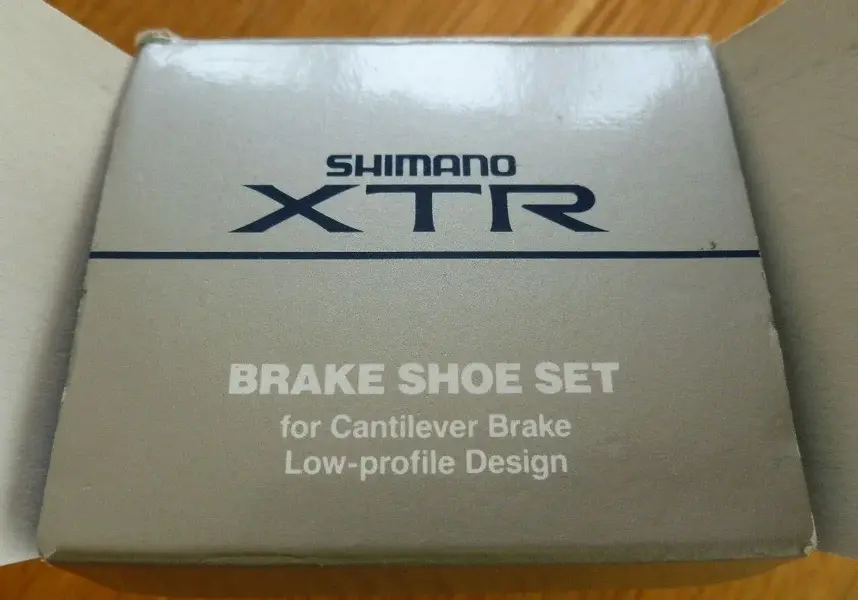 SHIMANO
XTR
BRAKE SHOE SET
for Cantilever Brake
Low-profile Design